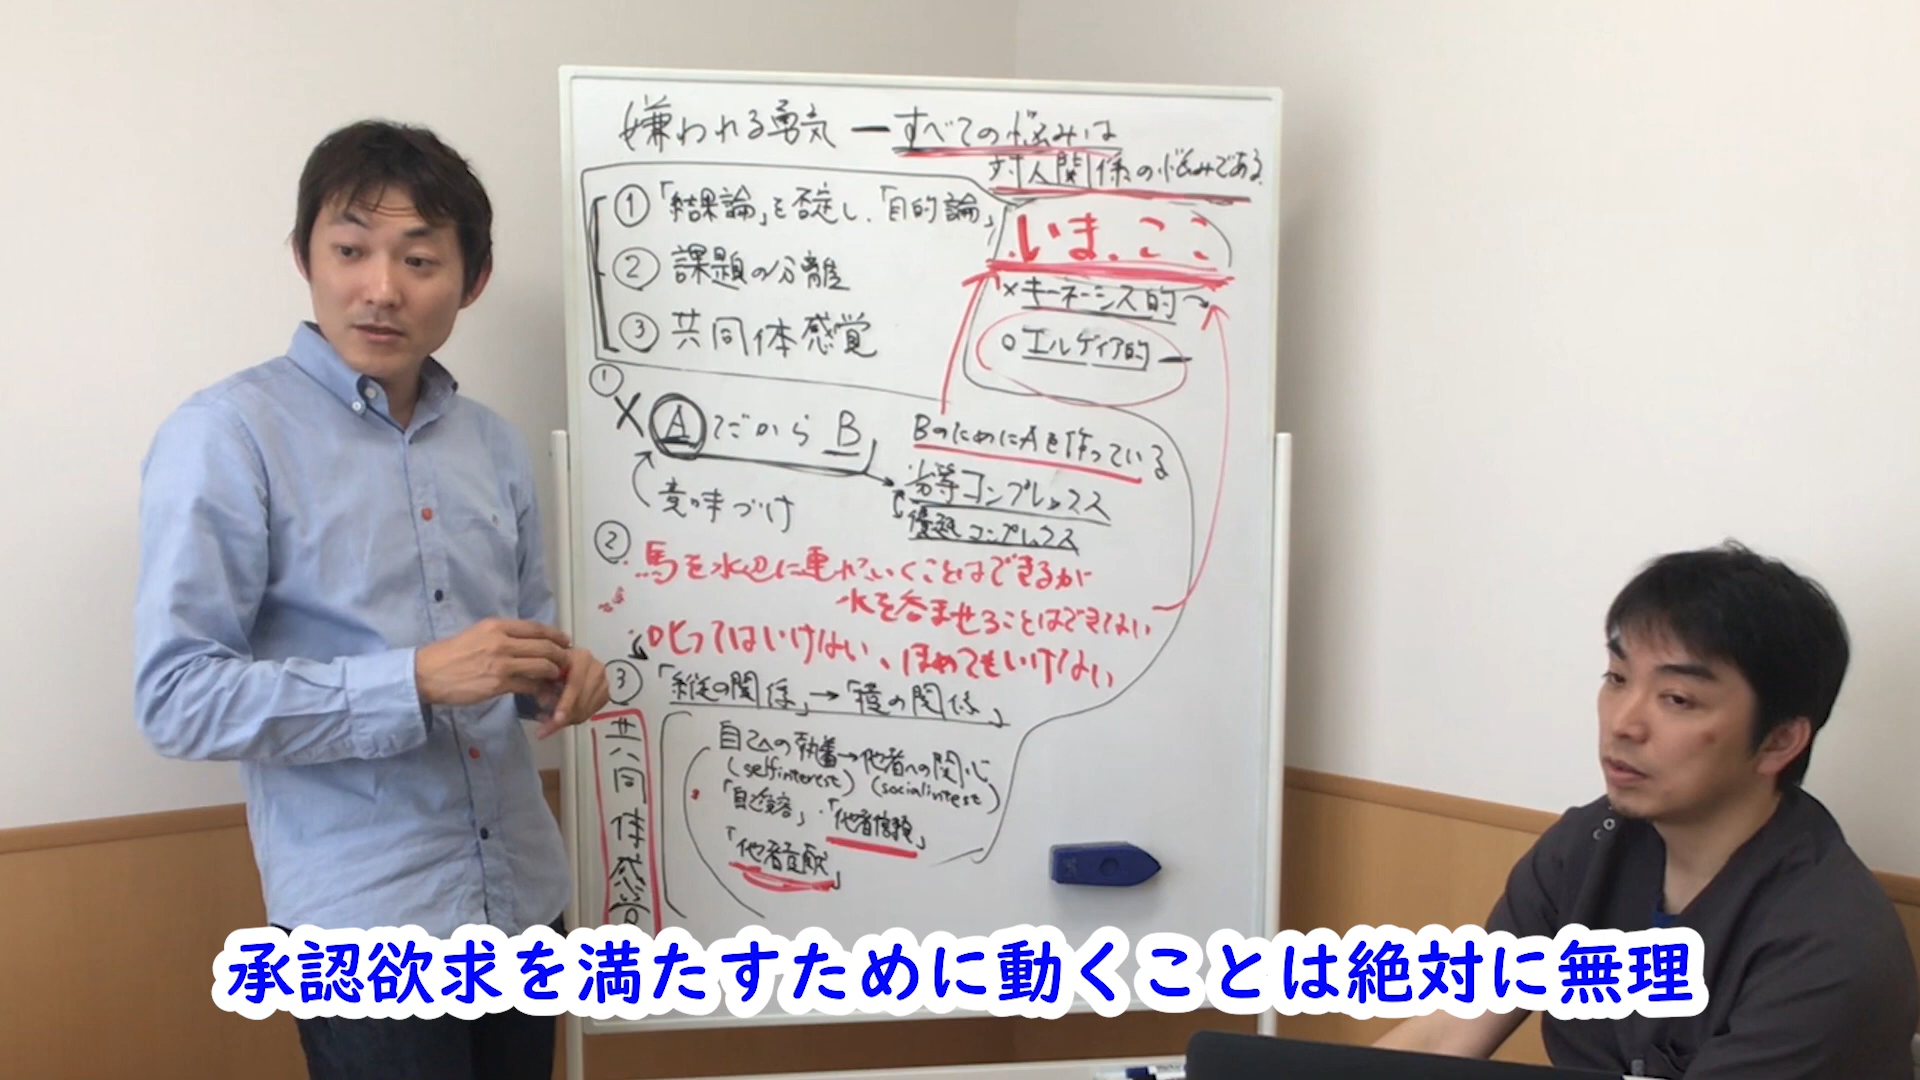 嫌われる勇気 ー すべての悩みは
対人関係の悩みである
①「結果論」を否定し、「目的論」
②課題の分離
③共同体感覚
いま、ここ
×キーネーシス的
○エルディア的
①
× A だから B
意味づけ
BのためにAを作っている
劣等コンプレックス
優越コンプレックス
②
馬を水辺に連れていくことはできるが
水を呑ませることはできない
叱ってはいけない、ほめてもいけない
③「縦の関係」→「横の関係」
共同体感覚
自己への執着→他者への関心
(selfinterest) (socialintest)
「自己受容」・「他者信頼」
「他者貢献」
承認欲求を満たすために動くことは絶対に無理